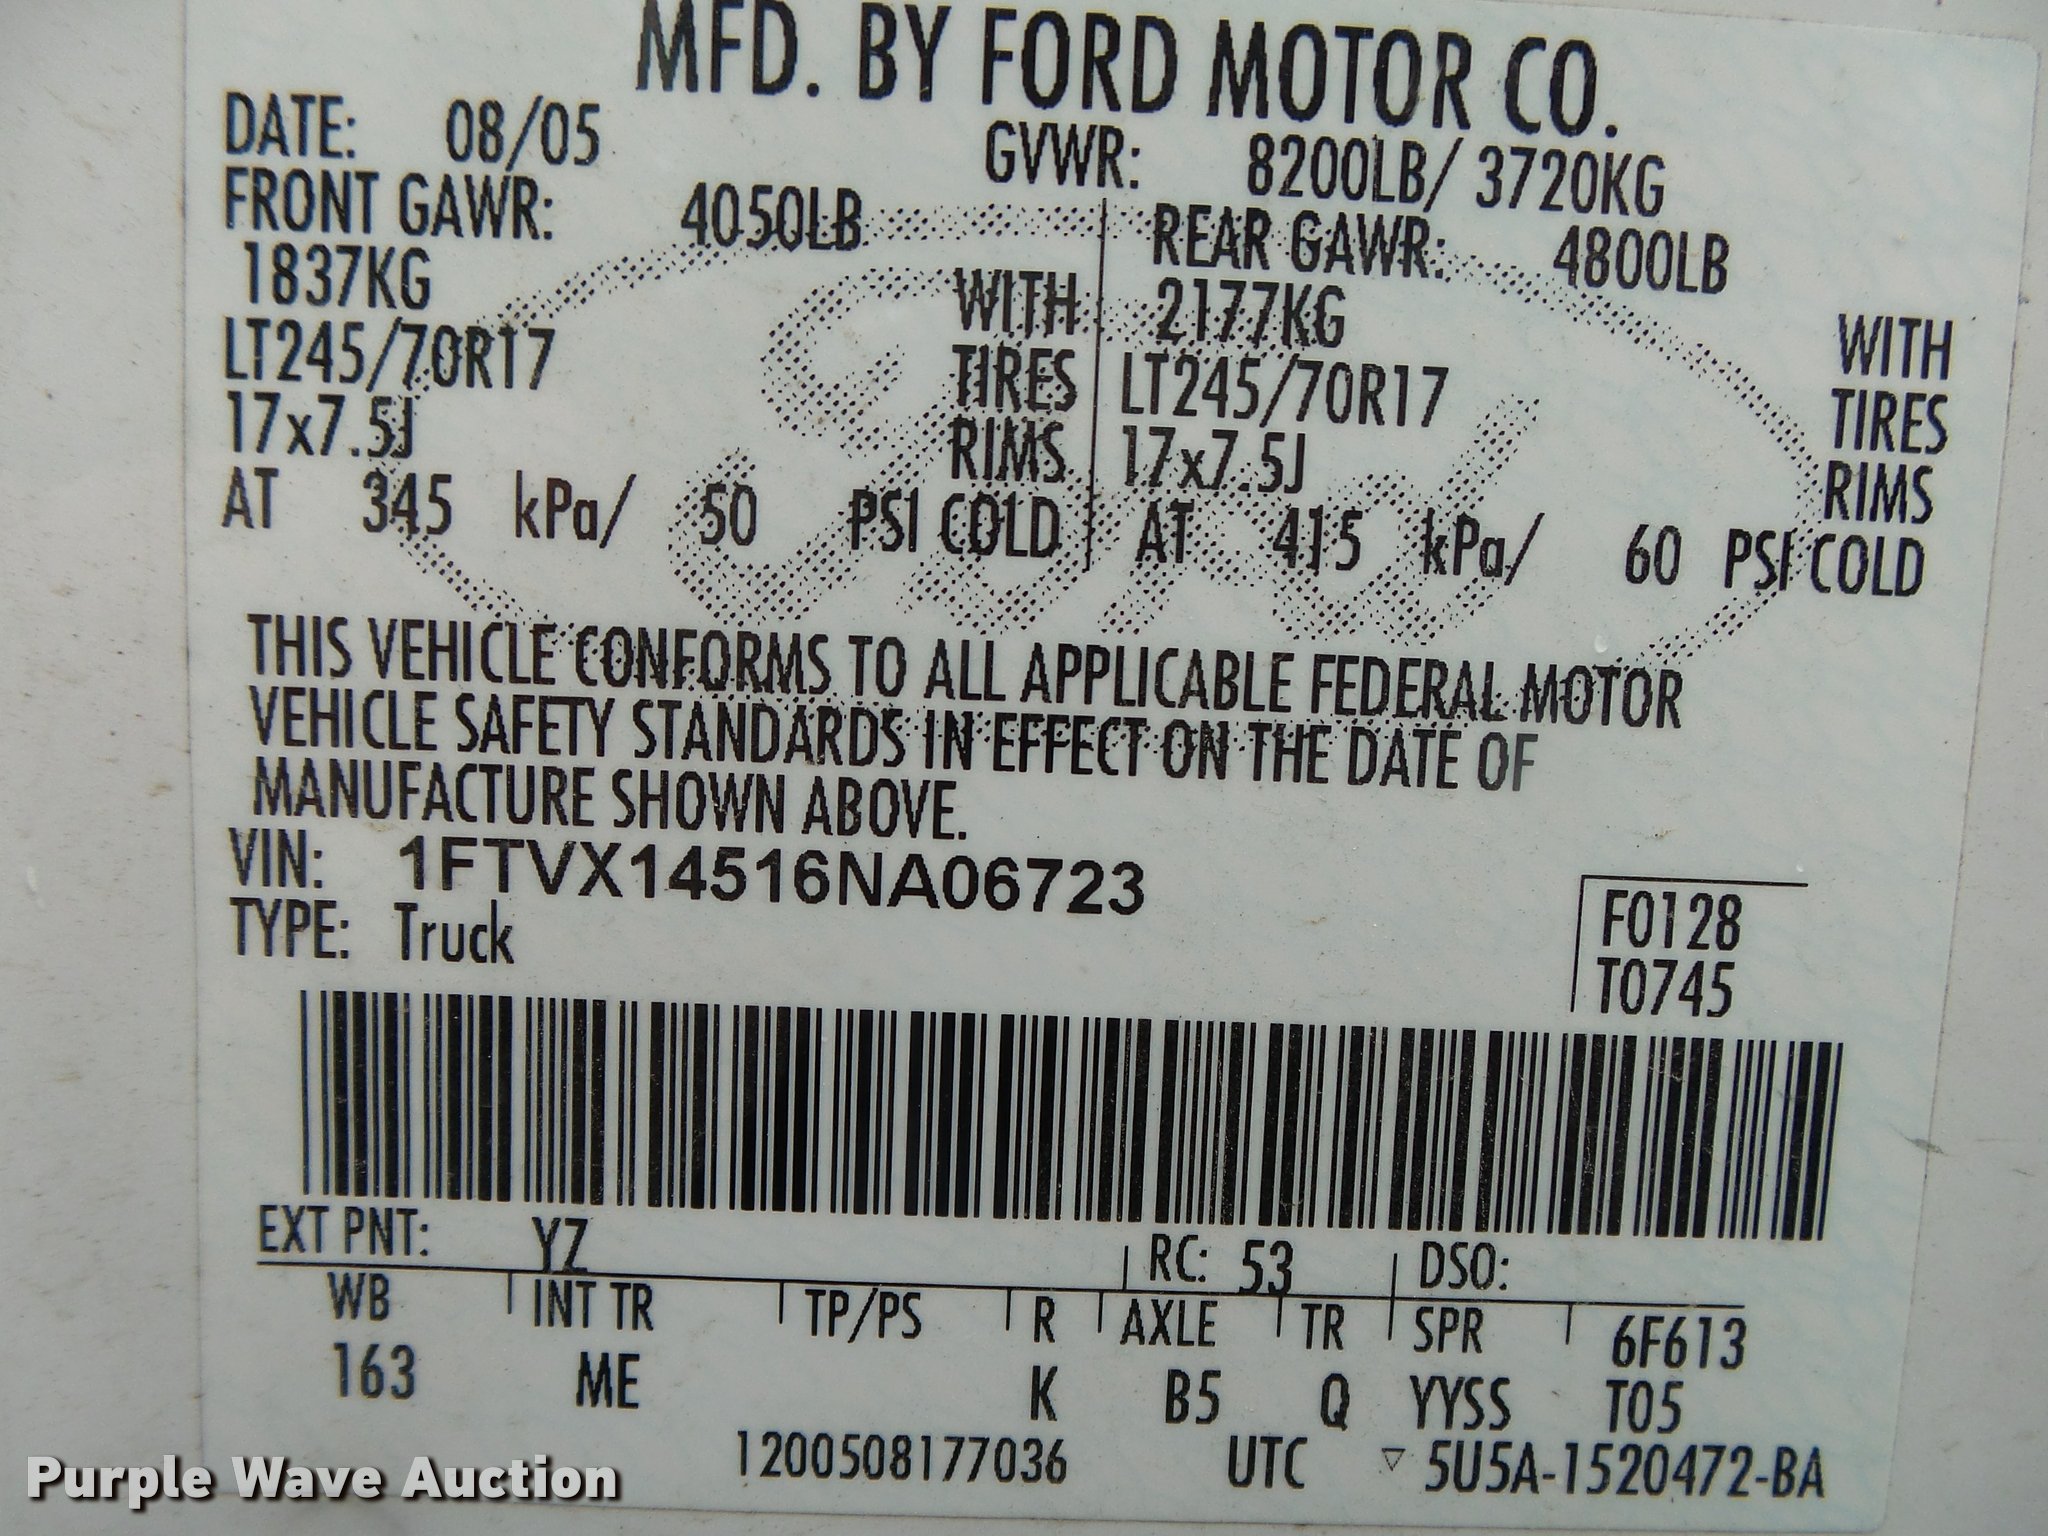 MFD. BY FORD MOTOR CO.
DATE: 08/05 GVWR: 8200LB/ 3720KG
FRONT GAWR: 4050LB REAR GAWR: 4800LB
1837KG WITH 2177KG WITH
LT245/70R17 TIRES LT245/70R17 TIRES
17x7.5J RIMS 17x7.5J RIMS
AT 345 kPa/ 50 PSI COLD AT 415 kPa/ 60 PSI COLD
THIS VEHICLE CONFORMS TO ALL APPLICABLE FEDERAL MOTOR
VEHICLE SAFETY STANDARDS IN EFFECT ON THE DATE OF
MANUFACTURE SHOWN ABOVE.
VIN: 1FTVX14516NA06723
TYPE: Truck
F0128
T0745
EXT PNT: YZ RC: 53 DSO:
WB INT TR TP/PS R AXLE TR SPR 6F613
163 ME K B5 Q YYSS T05
1200508177036 UTC ▽ 5U5A-1520472-BA
Purple Wave Auction